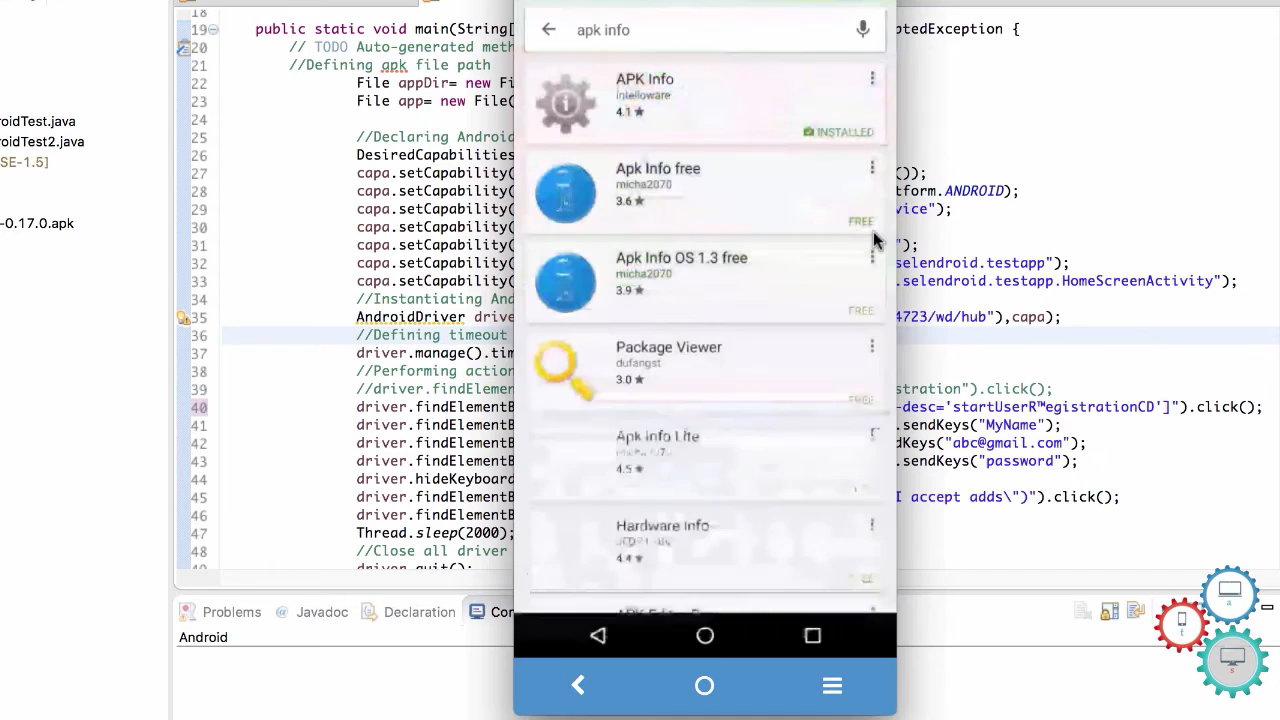 18
19 public static void main(String[
ptedException {
20 // TODO Auto-generated meth
21 //Defining apk file path
22 File appDir= new Fi
23 File app= new File(
24
25 //Declaring Android
26 DesiredCapabilities
27 capa.setCapability(
());
28 capa.setCapability(
tform.ANDROID);
29 capa.setCapability(
vice");
30 capa.setCapability(
31 capa.setCapability(
");
32 capa.setCapability(
selendroid.testapp");
33 capa.setCapability(
selendroid.testapp.HomeScreenActivity");
34 //Instantiating And
35 AndroidDriver drive
4723/wd/hub"),capa);
36 //Defining timeout
37 driver.manage().tim
38 //Performing action
39 //driver.findElemen
stration").click();
40 driver.findElementB
-desc='startUserR™egistrationCD']").click();
41 driver.findElementB
.sendKeys("MyName");
42 driver.findElementB
dKeys("abc@gmail.com");
43 driver.findElementB
.sendKeys("password");
44 driver.hideKeyboard
45 driver.findElementB
I accept adds\")").click();
46 driver.findElementB
47 Thread.sleep(2000);
48 //Close all driver
driver.quit();
roidTest.java
roidTest2.java
SE-1.5]
-0.17.0.apk
apk info
APK Info
intelloware
4.1 ★
INSTALLED
Apk Info free
micha2070
3.6 ★
FREE
Apk Info OS 1.3 free
micha2070
3.9 ★
FREE
Package Viewer
dufangst
3.0 ★
FREE
Apk Info Lite
4.5 ★
Hardware Info
4.4 ★
Problems
@ Javadoc
Declaration
Con
Android
a
t
s